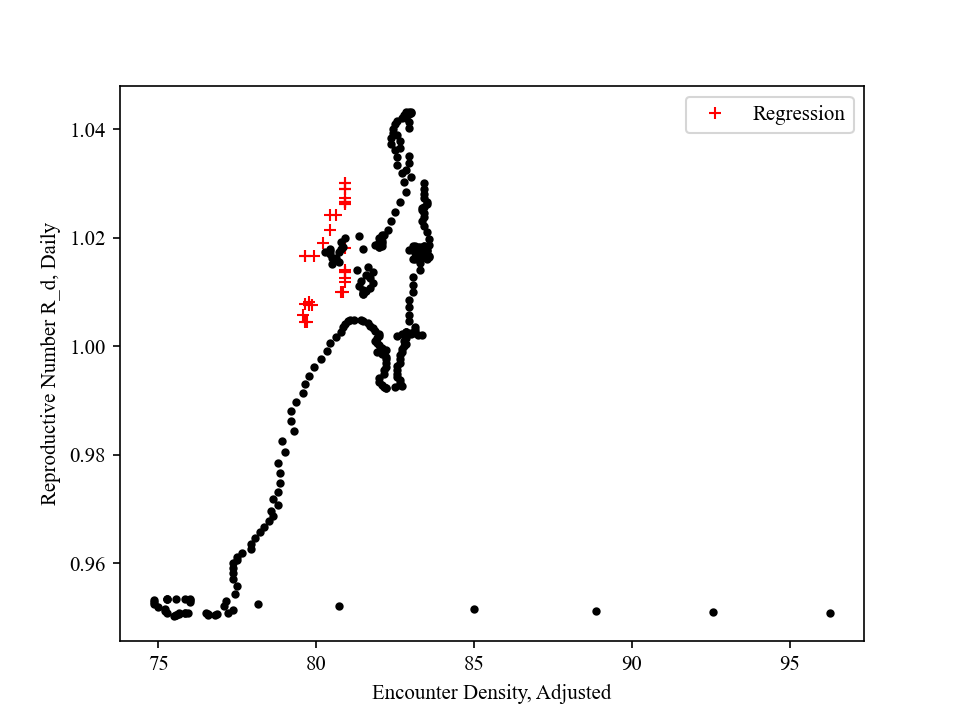 Regression
1.04
1.02
1.00
0.98
0.96
Reproductive Number R_d, Daily
75 80 85 90 95
Encounter Density, Adjusted